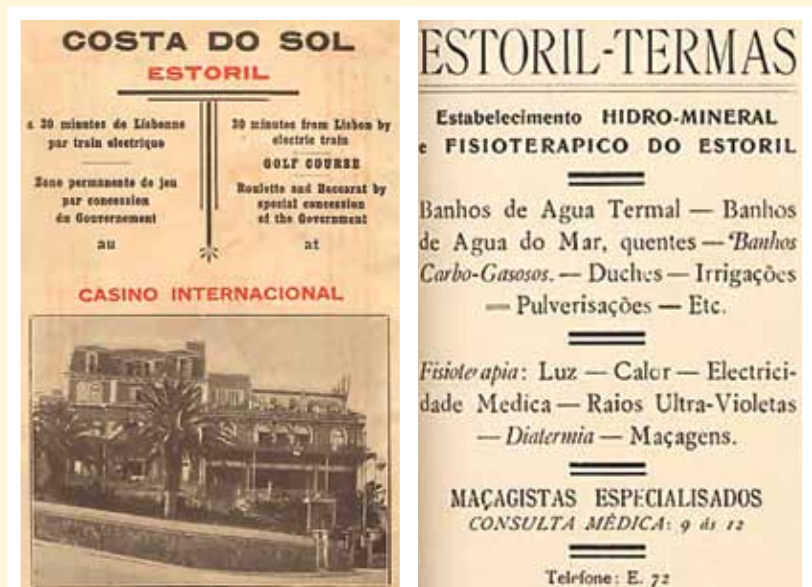 COSTA DO SOL
ESTORIL
a 30 minutes de Lisbonne
par train electrique
Zone permanente de jeu
par concession
du Gouvernement
au
30 minutes from Lisbon by
electric train
GOLF COURSE
Roulette and Baccarat by
special concession
of the Government
at
CASINO INTERNACIONAL
ESTORIL-TERMAS
Estabelecimento HIDRO-MINERAL
e FISIOTERAPICO DO ESTORIL
Banhos de Agua Termal — Banhos
de Agua do Mar, quentes — Banhos
Carbo-Gasosos. — Duches — Irrigações
— Pulverisações — Etc.
Fisioterapia: Luz — Calor — Electrici-
dade Medica — Raios Ultra-Violetas
— Diatermia — Maçagens.
MAÇAGISTAS ESPECIALISADOS
CONSULTA MÉDICA: 9 ás 12
Telefone: E. 72